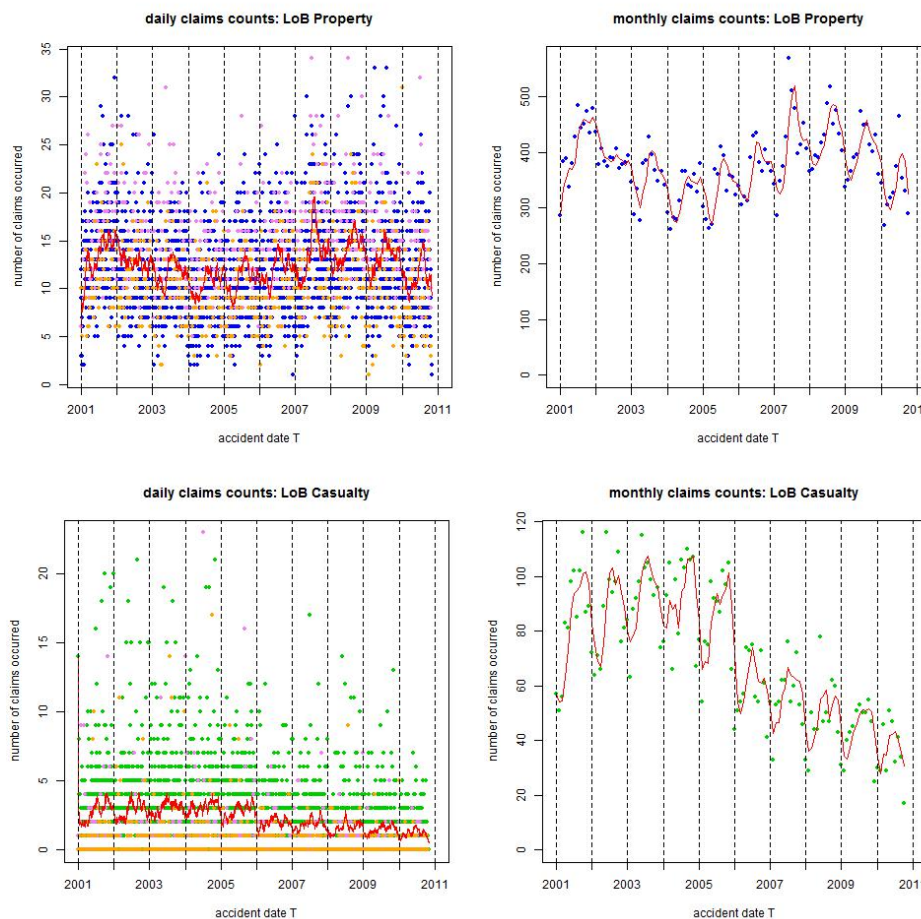 daily claims counts: LoB Property
number of claims occurred
35
30
25
20
15
10
5
0
2001 2003 2005 2007 2009 2011
accident date T
monthly claims counts: LoB Property
number of claims occurred
500
400
300
200
100
0
2001 2003 2005 2007 2009 201
accident date T
daily claims counts: LoB Casualty
number of claims occurred
20
15
10
5
0
2001 2003 2005 2007 2009 2011
accident date T
monthly claims counts: LoB Casualty
number of claims occurred
120
100
80
60
40
20
0
2001 2003 2005 2007 2009 201
accident date T